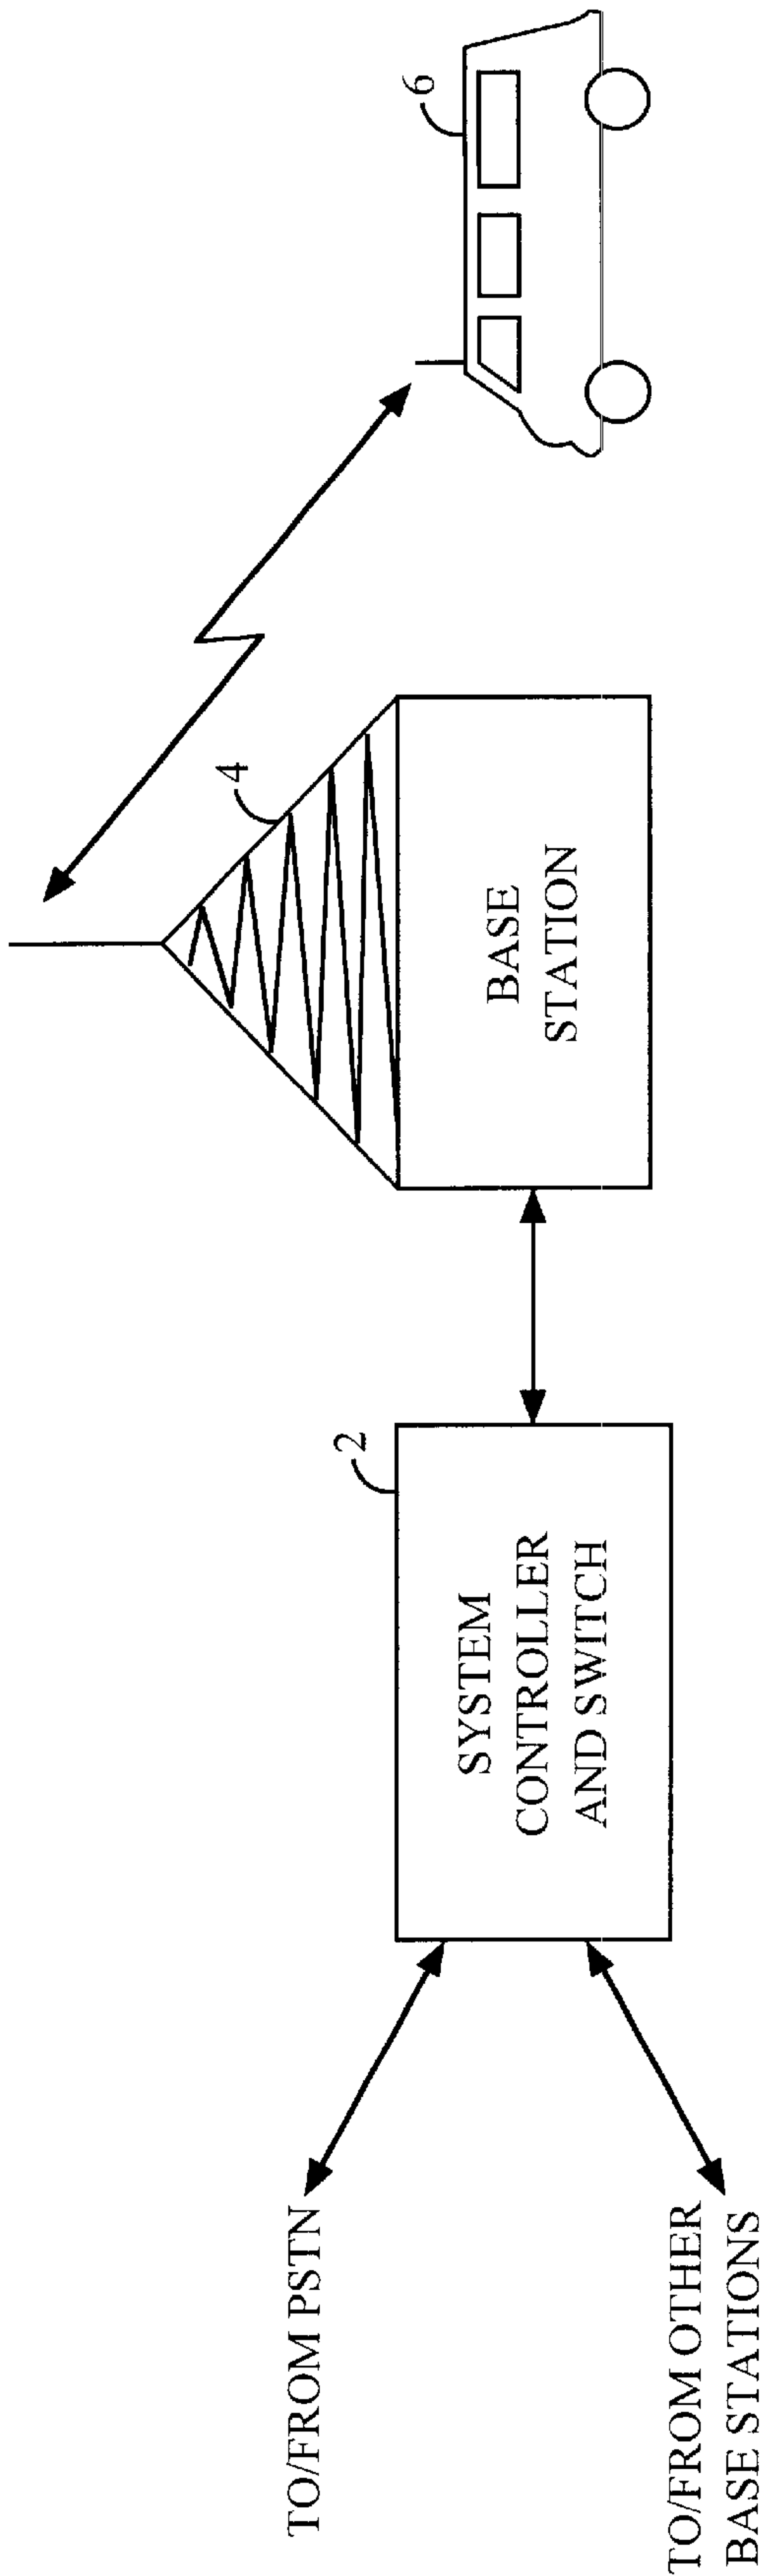 TO/FROM PSTN
TO/FROM OTHER
BASE STATIONS
2
SYSTEM
CONTROLLER
AND SWITCH
4
BASE
STATION
6